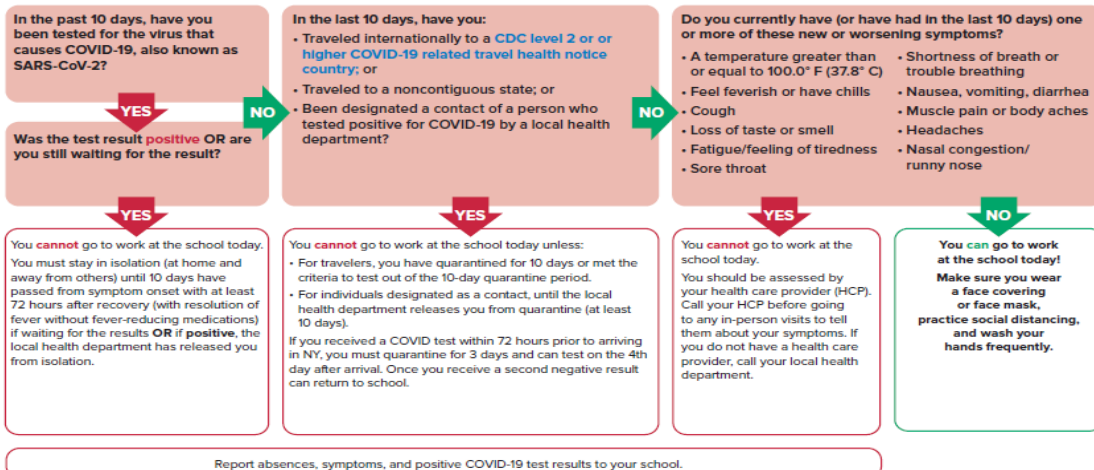 In the past 10 days, have you
been tested for the virus that
causes COVID-19, also known as
SARS-CoV-2?
YES
NO
Was the test result positive OR are
you still waiting for the result?
YES
You cannot go to work at the school today.
You must stay in isolation (at home and
away from others) until 10 days have
passed from symptom onset with at least
72 hours after recovery (with resolution of
fever without fever-reducing medications)
if waiting for the results OR if positive, the
local health department has released you
from isolation.
In the last 10 days, have you:
• Traveled internationally to a CDC level 2 or or
higher COVID-19 related travel health notice
country; or
• Traveled to a noncontiguous state; or
• Been designated a contact of a person who
tested positive for COVID-19 by a local health
department?
NO
YES
You cannot go to work at the school today unless:
• For travelers, you have quarantined for 10 days or met the
criteria to test out of the 10-day quarantine period.
• For individuals designated as a contact, until the local
health department releases you from quarantine (at least
10 days).
If you received a COVID test within 72 hours prior to arriving
in NY, you must quarantine for 3 days and can test on the 4th
day after arrival. Once you receive a second negative result
can return to school.
Do you currently have (or have had in the last 10 days) one
or more of these new or worsening symptoms?
• A temperature greater than
or equal to 100.0° F (37.8° C)
• Feel feverish or have chills
• Cough
• Loss of taste or smell
• Fatigue/feeling of tiredness
• Sore throat
• Shortness of breath or
trouble breathing
• Nausea, vomiting, diarrhea
• Muscle pain or body aches
• Headaches
• Nasal congestion/
runny nose
YES
You cannot go to work at the
school today.
You should be assessed by
your health care provider (HCP).
Call your HCP before going
to any in-person visits to tell
them about your symptoms. If
you do not have a health care
provider, call your local health
department.
NO
You can go to work
at the school today!
Make sure you wear
a face covering
or face mask,
practice social distancing,
and wash your
hands frequently.
Report absences, symptoms, and positive COVID-19 test results to your school.